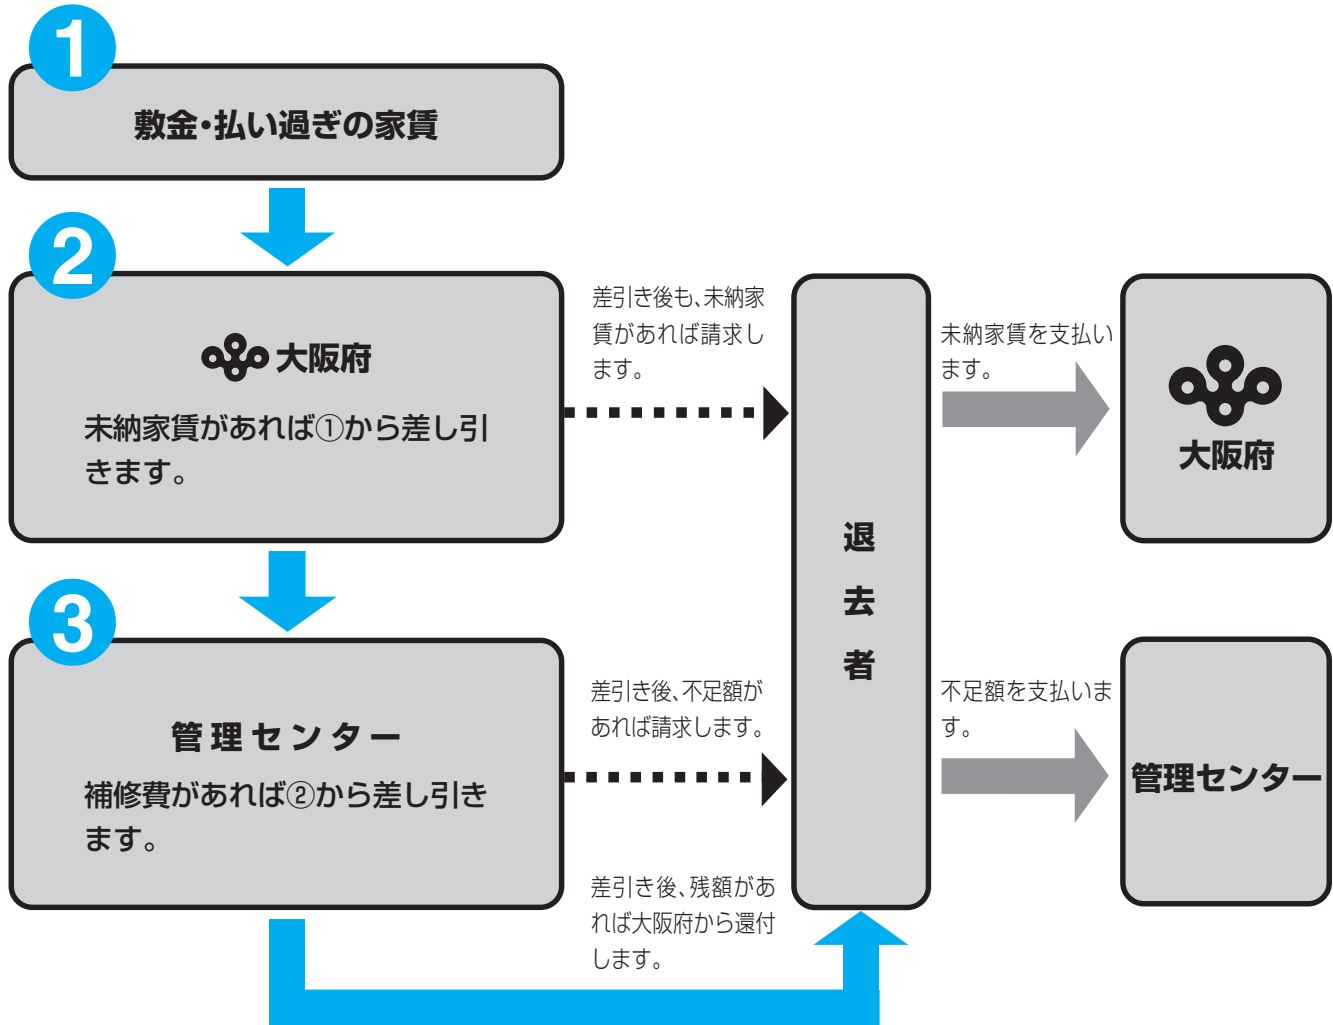 1
敷金・払い過ぎの家賃
2
大阪府
未納家賃があれば①から差し引
きます。
差引き後も、未納家
賃があれば請求し
ます。
退去者
未納家賃を支払い
ます。
大阪府
3
管理センター
補修費があれば②から差し引き
ます。
差引き後、不足額が
あれば請求します。
不足額を支払いま
す。
管理センター
差引き後、残額があ
れば大阪府から還付
します。